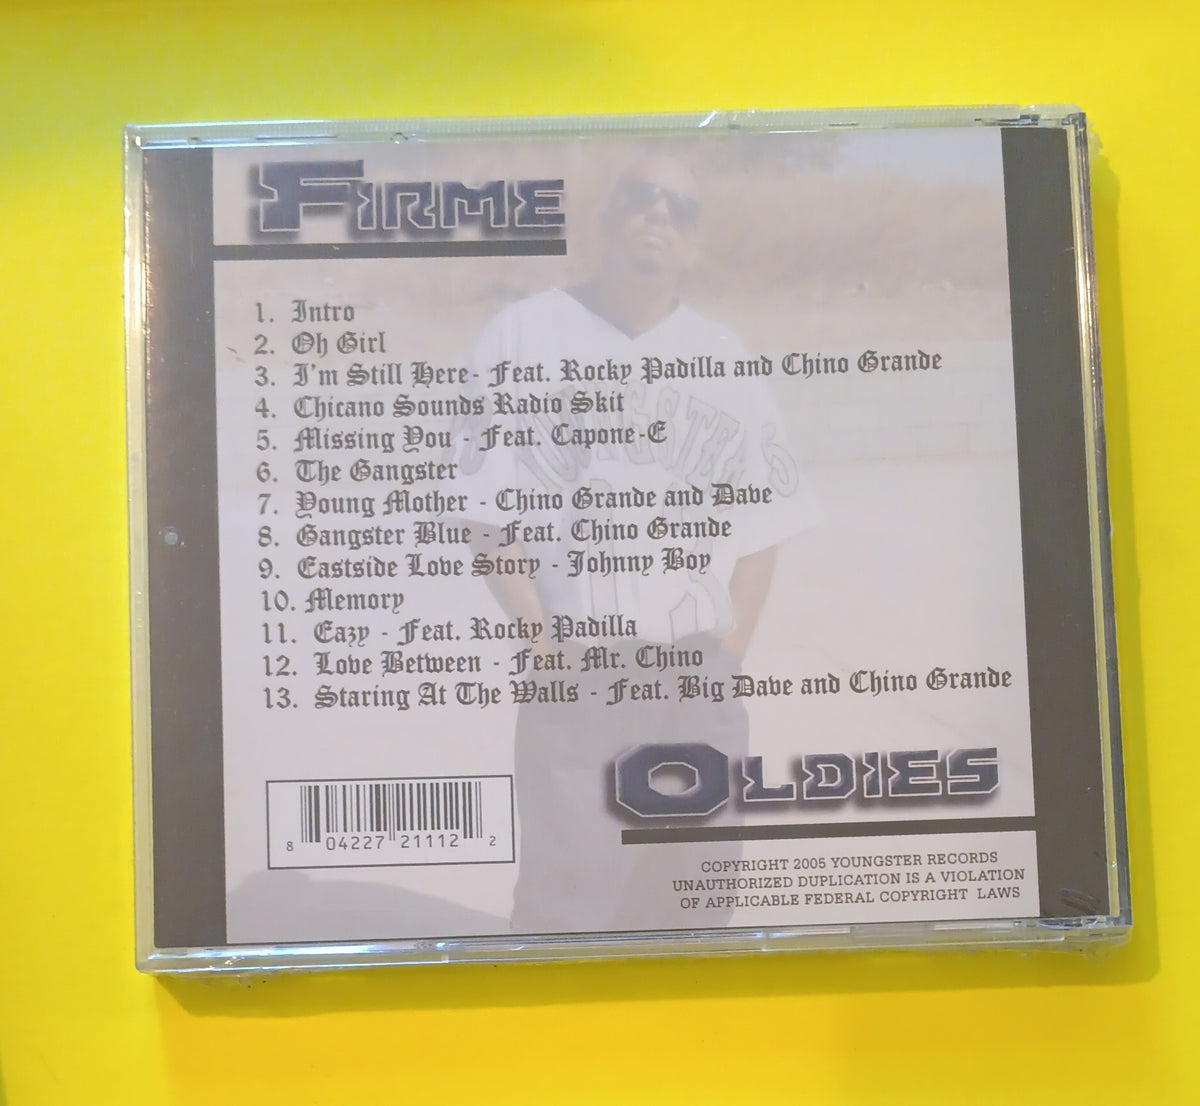 FIRME
1. Intro
2. Oh Girl
3. I'm Still Here- Feat. Rocky Padilla and Chino Grande
4. Chicano Sounds Radio Skit
5. Missing You - Feat. Capone-E
6. The Gangster
7. Young Mother - Chino Grande and Dave
8. Gangster Blue - Feat. Chino Grande
9. Eastside Love Story - Johnny Boy
10. Memory
11. Eazy - Feat. Rocky Padilla
12. Love Between - Feat. Mr. Chino
13. Staring At The Walls - Feat. Big Dave and Chino Grande
OLDIES
8 04227 21112 2
COPYRIGHT 2005 YOUNGSTER RECORDS
UNAUTHORIZED DUPLICATION IS A VIOLATION
OF APPLICABLE FEDERAL COPYRIGHT LAWS